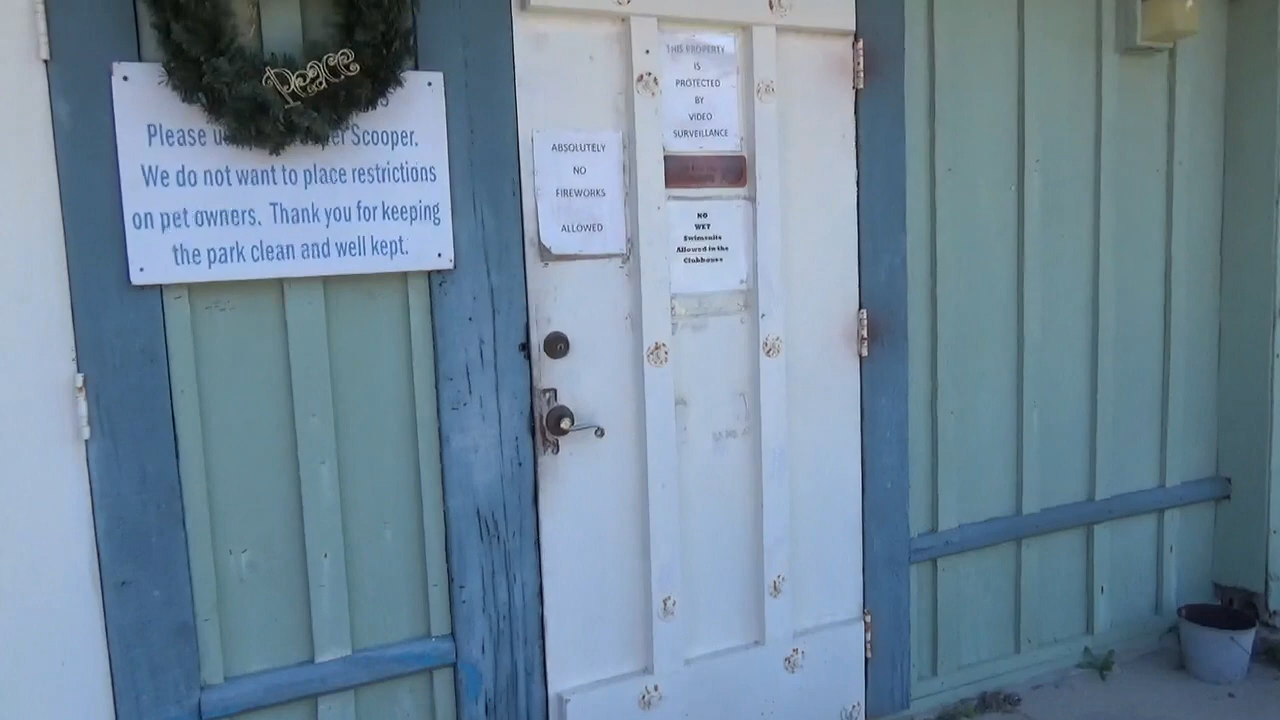 Peace
Please Scooper.
We do not want to place restrictions
on pet owners. Thank you for keeping
the park clean and well kept.
ABSOLUTELY
NO
FIREWORKS
ALLOWED
THIS PROPERTY
IS
PROTECTED
BY
VIDEO
SURVEILLANCE
NO
WET
Swimsuits
Allowed in the
Clubhouse